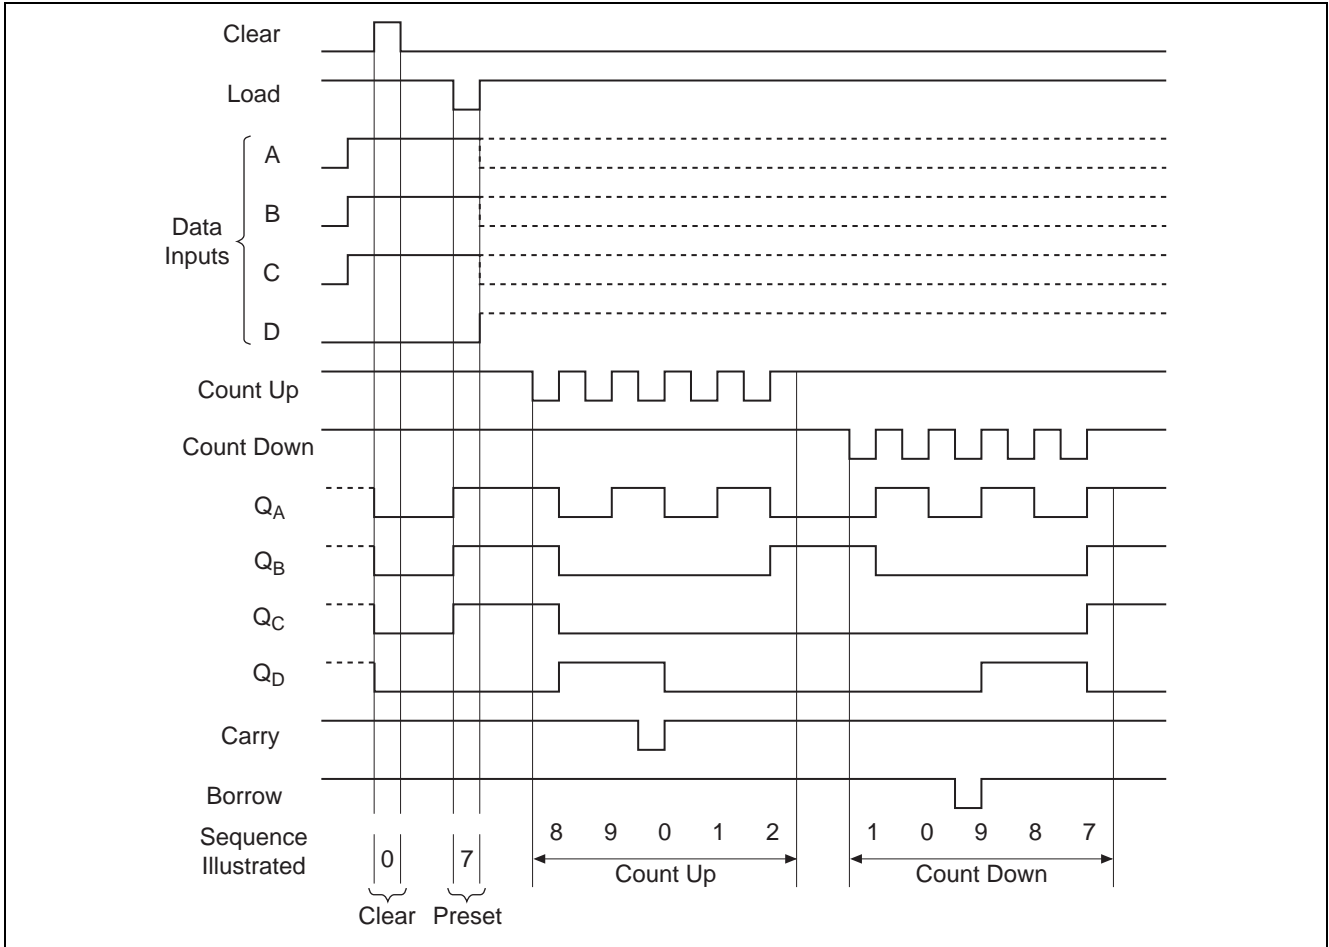 Clear
Load
A
B
Data
Inputs
C
D
Count Up
Count Down
QA
QB
QC
QD
Carry
Borrow
Sequence
Illustrated
0
7
8 9 0 1 2
1 0 9 8 7
Count Up
Count Down
Clear
Preset